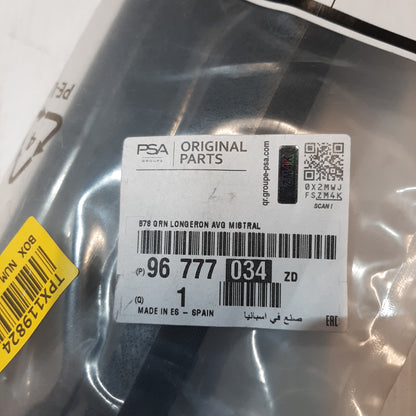 PSA
GROUPE
ORIGINAL
PARTS
qr.groupe-psa.com
0X2MWJ
FSZM4K
SCAN !
B78 GRN LONGERON AVG MISTRAL
(P) 96 777 034 ZD
(Q) 1
MADE IN ES - SPAIN
صنع في اسبانيا
EAC
TPX119824
BOX NUM